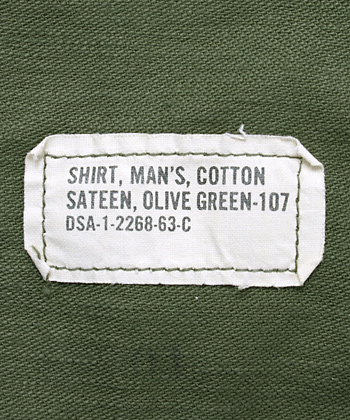 SHIRT, MAN'S, COTTON
SATEEN, OLIVE GREEN-107
DSA-1-2268-63-C